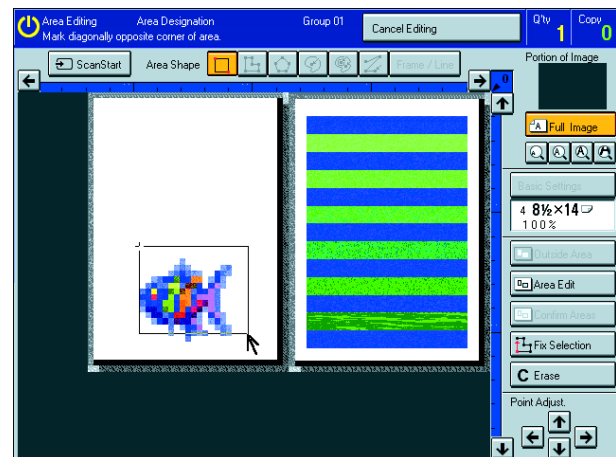 Area Editing Area Designation Group 01
Mark diagonally opposite corner of area.
Cancel Editing
Q'ty 1
Copy 0
ScanStart Area Shape Frame / Line
0
Portion of Image
Full Image
Basic Settings
4 8½×14
100%
Outside Area
Area Edit
Confirm Areas
Fix Selection
C Erase
Point Adjust.